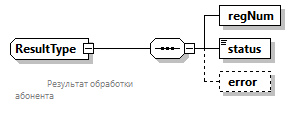 regNum
ResultType
status
error
Результат обработки
абонента